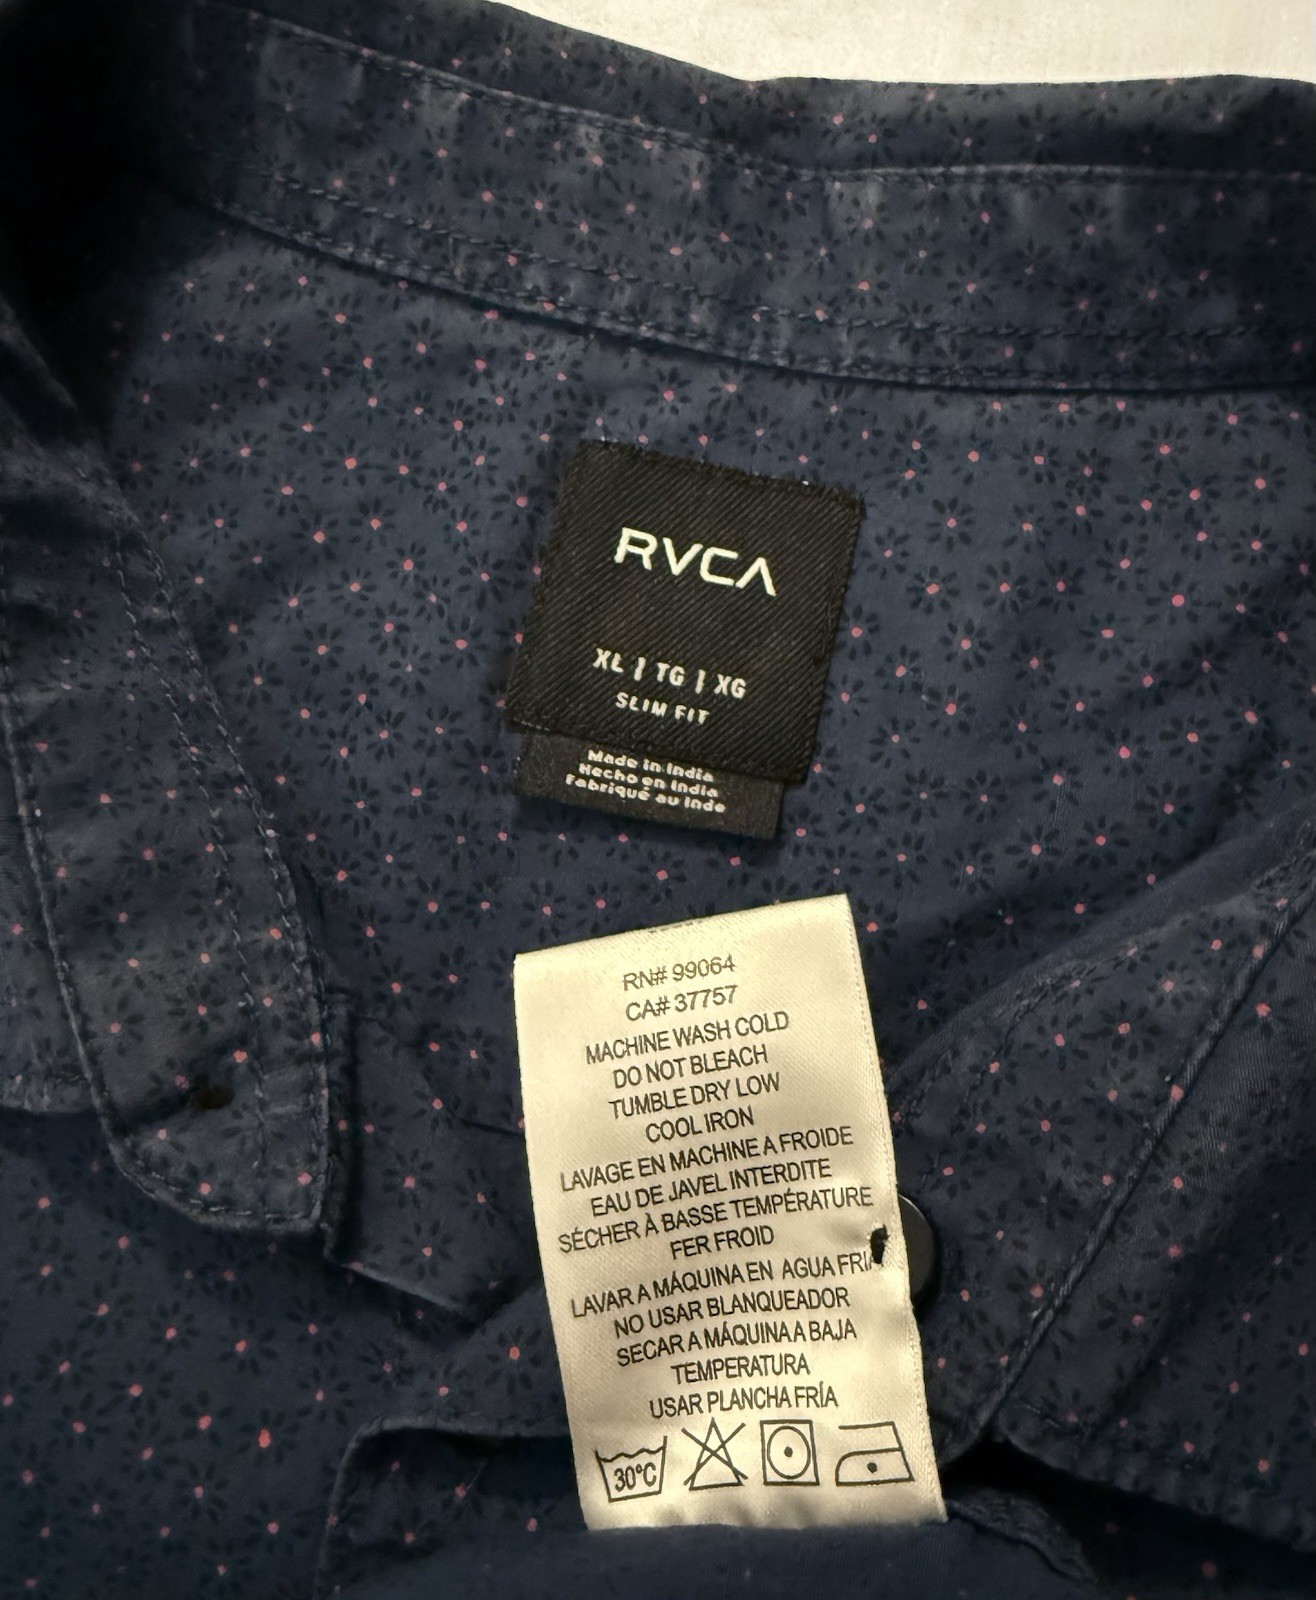 RVCA
XL | TG | XG
SLIM FIT
Made in India
Hecho en India
Fabriqué au Inde
RN# 99064
CA# 37757
MACHINE WASH COLD
DO NOT BLEACH
TUMBLE DRY LOW
COOL IRON
LAVAGE EN MACHINE A FROIDE
EAU DE JAVEL INTERDITE
SÉCHER À BASSE TEMPÉRATURE
FER FROID
LAVAR A MÁQUINA EN AGUA FRIA
NO USAR BLANQUEADOR
SECAR A MÁQUINA A BAJA
TEMPERATURA
USAR PLANCHA FRÍA
30°C